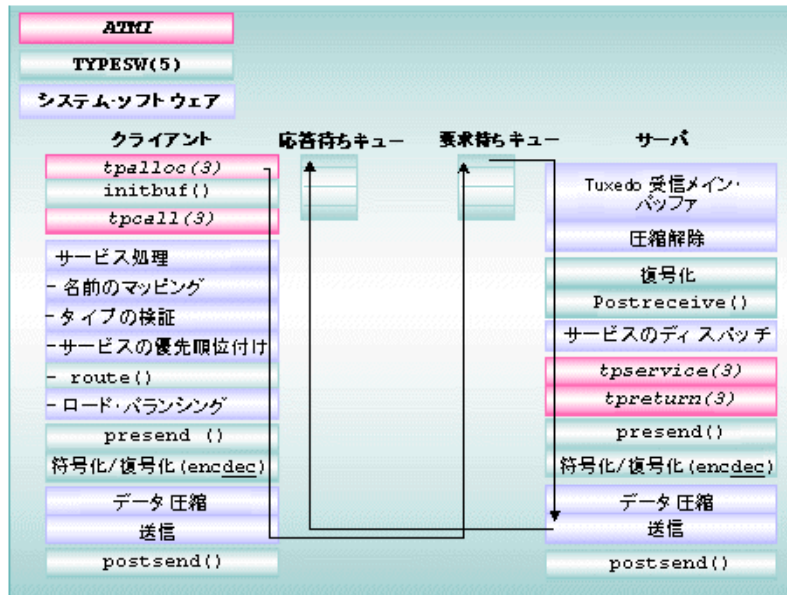 ATMI
TYPESW(5)
システム・ソフトウェア
クライアント
応答待ちキュー
要求待ちキュー
サーバ
tpalloc(3)
initbuf()
tpcall(3)
サービス処理
- 名前のマッピング
- タイプの検証
-サービスの優先順位付け
- route()
- ロード・バランシング
presend ()
符号化/復号化(encdec)
データ圧縮
送信
postsend()
Tuxedo 受信メイン・
バッファ
圧縮解除
復号化
Postreceive()
サービスのディスパッチ
tpservice(3)
tpreturn(3)
presend()
符号化/復号化(encdec)
データ圧縮
送信
postsend()